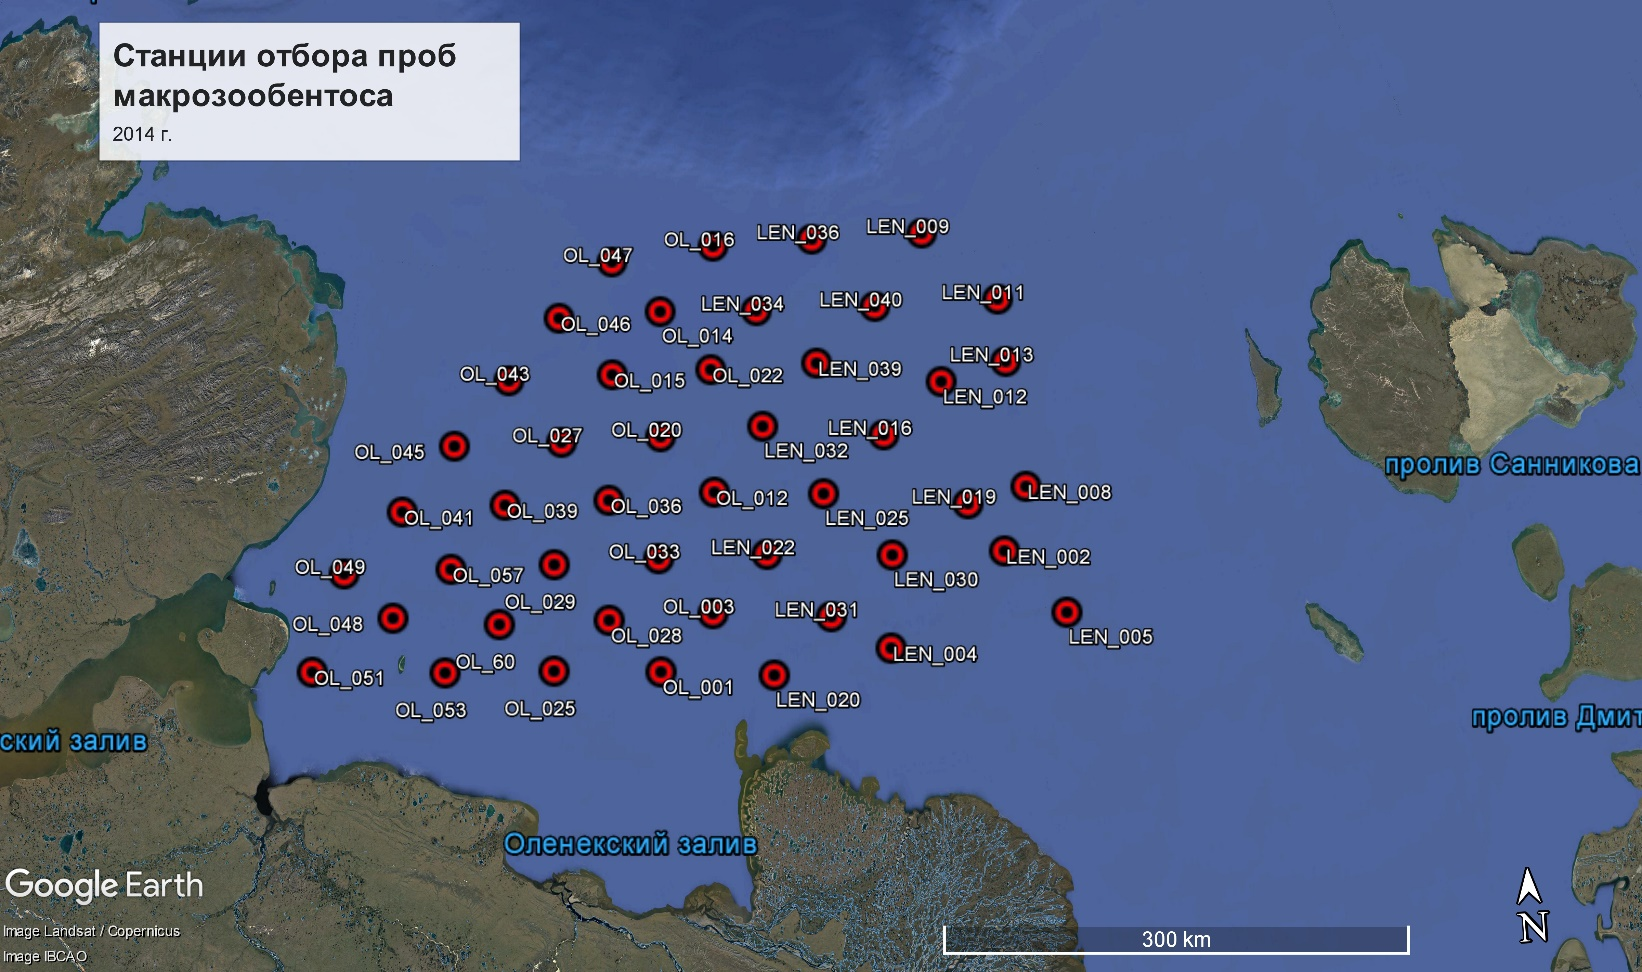 Станции отбора проб
макрозообентоса
2014 г.
LEN_009
LEN_036
OL_016
OL_047
LEN_011
LEN_040
LEN_034
OL_046
OL_014
LEN_013
LEN_039
OL_043
OL_015
OL_022
LEN_012
OL_045
OL_027
OL_020
LEN_016
LEN_032
пролив Санникова
OL_041
OL_039
OL_036
OL_012
LEN_025
LEN_019
LEN_008
OL_049
OL_057
OL_033
LEN_022
LEN_030
LEN_002
OL_048
OL_029
OL_028
OL_003
LEN_031
LEN_005
OL_051
OL_60
LEN_004
OL_053
OL_025
OL_001
LEN_020
ский залив
пролив Дмит
Оленекский залив
Google Earth
Image Landsat / Copernicus
Image IBCAO
300 km
N